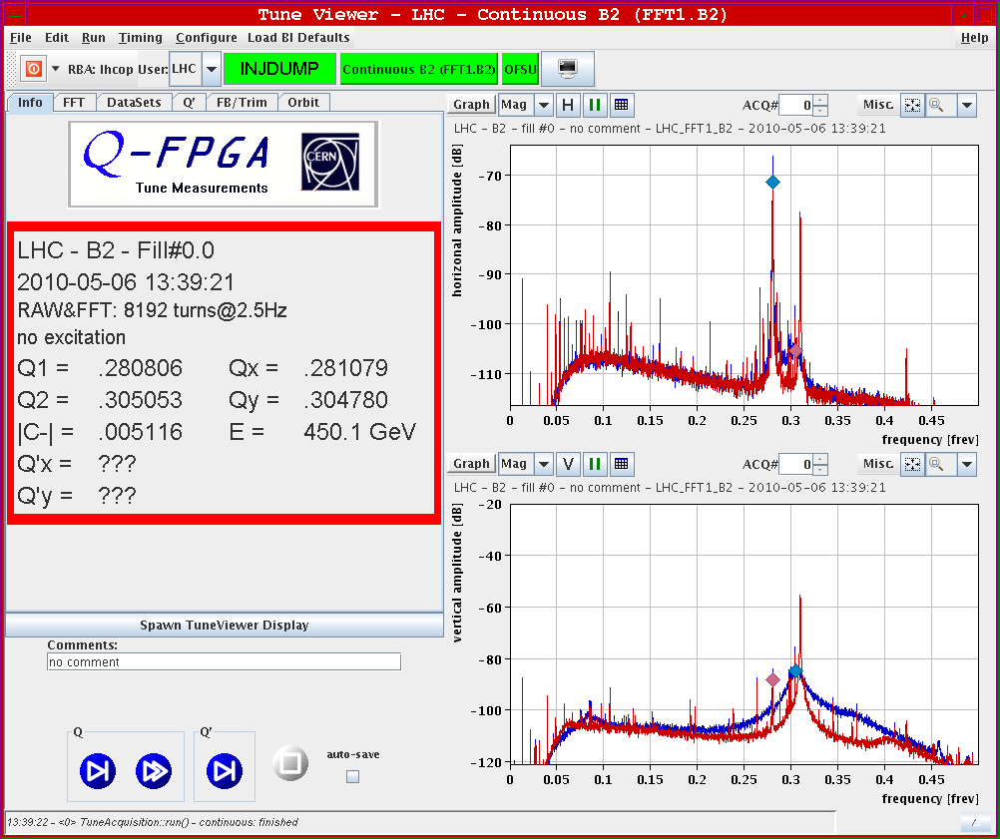 Tune Viewer - LHC - Continuous B2 (FFT1.B2)
File Edit Run Timing Configure Load BI Defaults Help
RBA: lhcop User: LHC INJDUMP Continuous B2 (FFT1.B2) OFSU
Info FFT DataSets Q' FB/Trim Orbit
Q-FPGA
Tune Measurements
CERN
LHC - B2 - Fill#0.0
2010-05-06 13:39:21
RAW&FFT: 8192 turns@2.5Hz
no excitation
Q1 = .280806 Qx = .281079
Q2 = .305053 Qy = .304780
|C-| = .005116 E = 450.1 GeV
Q'x = ???
Q'y = ???
Spawn TuneViewer Display
Comments:
no comment
Q Q'
auto-save
Graph Mag H ACQ# 0 Misc.
LHC - B2 - fill #0 - no comment - LHC_FFT1_B2 - 2010-05-06 13:39:21
horizonal amplitude [dB]
-70
-80
-90
-100
-110
0 0.05 0.1 0.15 0.2 0.25 0.3 0.35 0.4 0.45
frequency [frev]
Graph Mag V ACQ# 0 Misc.
LHC - B2 - fill #0 - no comment - LHC_FFT1_B2 - 2010-05-06 13:39:21
vertical amplitude [dB]
-20
-40
-60
-80
-100
-120
0 0.05 0.1 0.15 0.2 0.25 0.3 0.35 0.4 0.45
frequency [frev]
13:39:22 - <0> TuneAcquisition::run() - continuous: finished